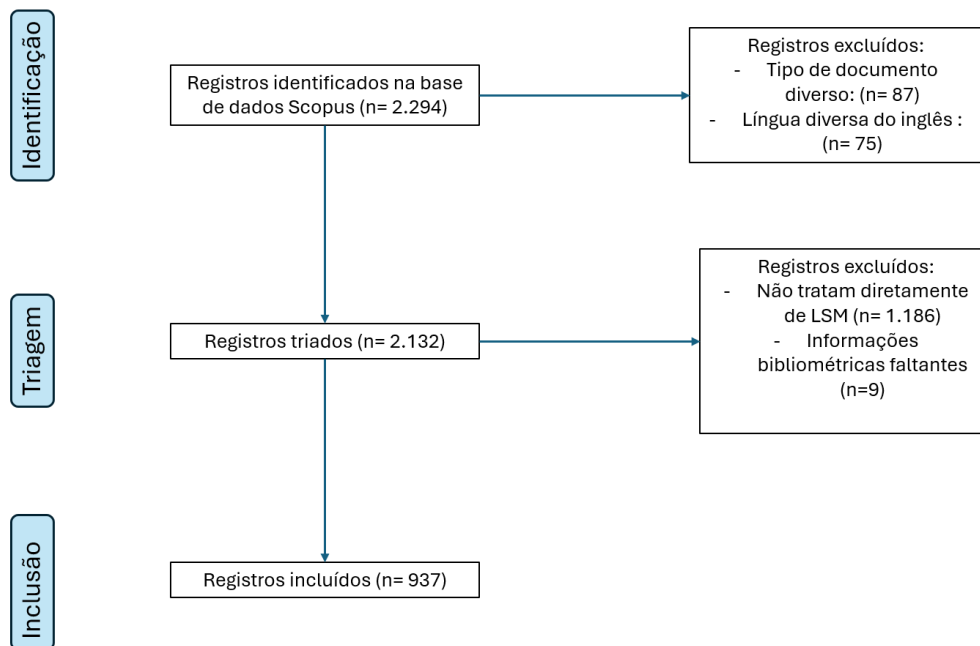 Identificação
Registros identificados na base
de dados Scopus (n= 2.294)
Registros excluídos:
- Tipo de documento
diverso: (n= 87)
- Língua diversa do inglês :
(n= 75)
Triagem
Registros triados (n= 2.132)
Registros excluídos:
- Não tratam diretamente
de LSM (n= 1.186)
- Informações
bibliométricas faltantes
(n=9)
Inclusão
Registros incluídos (n= 937)